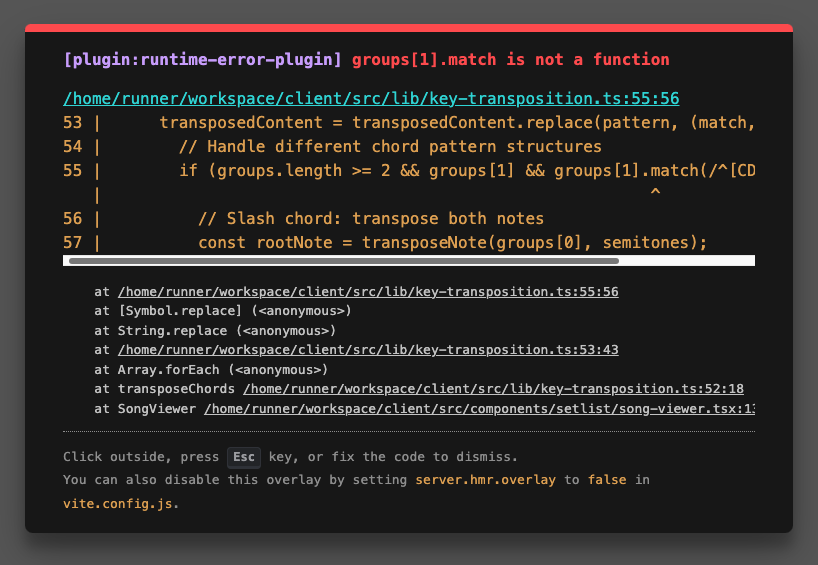 [plugin:runtime-error-plugin] groups[1].match is not a function
/home/runner/workspace/client/src/lib/key-transposition.ts:55:56
53 |      transposedContent = transposedContent.replace(pattern, (match,
54 |        // Handle different chord pattern structures
55 |        if (groups.length >= 2 && groups[1] && groups[1].match(/^[CD
   |                                                         ^
56 |          // Slash chord: transpose both notes
57 |          const rootNote = transposeNote(groups[0], semitones);
at /home/runner/workspace/client/src/lib/key-transposition.ts:55:56
at [Symbol.replace] (<anonymous>)
at String.replace (<anonymous>)
at /home/runner/workspace/client/src/lib/key-transposition.ts:53:43
at Array.forEach (<anonymous>)
at transposeChords /home/runner/workspace/client/src/lib/key-transposition.ts:52:18
at SongViewer /home/runner/workspace/client/src/components/setlist/song-viewer.tsx:13
Click outside, press Esc key, or fix the code to dismiss.
You can also disable this overlay by setting server.hmr.overlay to false in
vite.config.js.